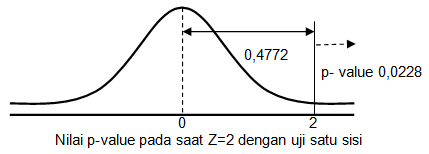 0,4772
p- value 0,0228
0
2
Nilai p-value pada saat Z=2 dengan uji satu sisi